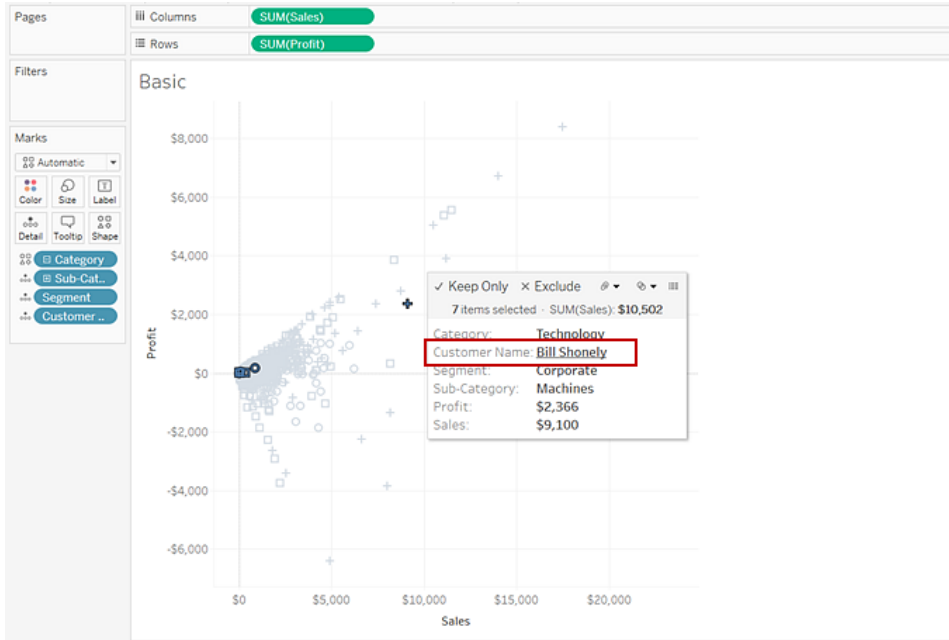 Pages
Columns SUM(Sales)
Rows SUM(Profit)
Filters
Basic
Marks
Automatic
Color Size Label
Detail Tooltip Shape
Category
Sub-Cat..
Segment
Customer ..
Profit
$8,000
$6,000
$4,000
$2,000
$0
-$2,000
-$4,000
-$6,000
Keep Only Exclude
7 items selected · SUM(Sales): $10,502
Category: Technology
Customer Name: Bill Shonely
Segment: Corporate
Sub-Category: Machines
Profit: $2,366
Sales: $9,100
$0 $5,000 $10,000 $15,000 $20,000
Sales